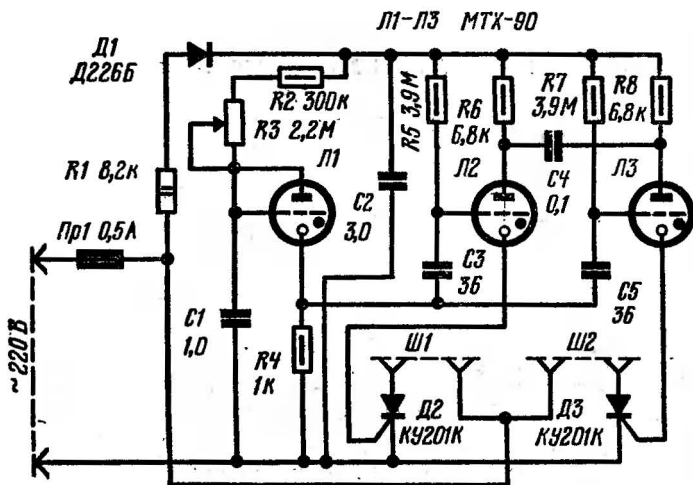 Л1-Л3 МТХ-90
Д1
Д226Б
R2 300к
R3 2,2М
R1 8,2к
Пр1 0,5А
~220 В
Л1
C1
1,0
R4
1к
C2
3,0
R5 3,9М
R6
6,8к
Л2
C3
36
R7
3,9М
R8
6,8к
C4
0,1
Л3
C5
36
Ш1
Ш2
Д2
КУ201К
Д3
КУ201К